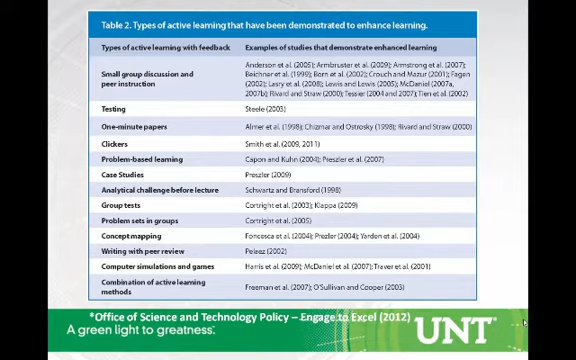 Table 2. Types of active learning that have been demonstrated to enhance learning.
Types of active learning with feedback Examples of studies that demonstrate enhanced learning
Small group discussion and peer instruction Anderson et al. (2005); Armbruster et al. (2009); Armstrong et al. (2007);
Beichner et al. (1999); Born et al. (2002); Crouch and Mazur (2001); Fagen
(2002); Lasry et al. (2008); Lewis and Lewis (2005); McDaniel (2007a,
2007b); Rivard and Straw (2000); Tessier (2004 and 2007); Tien et al. (2002)
Testing Steele (2003)
One-minute papers Almer et al. (1998); Chizmar and Ostrosky (1998); Rivard and Straw (2000)
Clickers Smith et al. (2009, 2011)
Problem-based learning Capon and Kuhn (2004); Preszler et al. (2007)
Case Studies Preszler (2009)
Analytical challenge before lecture Schwartz and Bransford (1998)
Group tests Cortright et al. (2003); Klappa (2009)
Problem sets in groups Cortright et al. (2005)
Concept mapping Foncesca et al. (2004); Prezler (2004); Yarden et al. (2004)
Writing with peer review Pelaez (2002)
Computer simulations and games Harris et al. (2009); McDaniel et al. (2007); Traver et al. (2001)
Combination of active learning methods Freeman et al. (2007); O'Sullivan and Cooper (2003)
*Office of Science and Technology Policy – Engage to Excel (2012)
A green light to greatness.
UNT